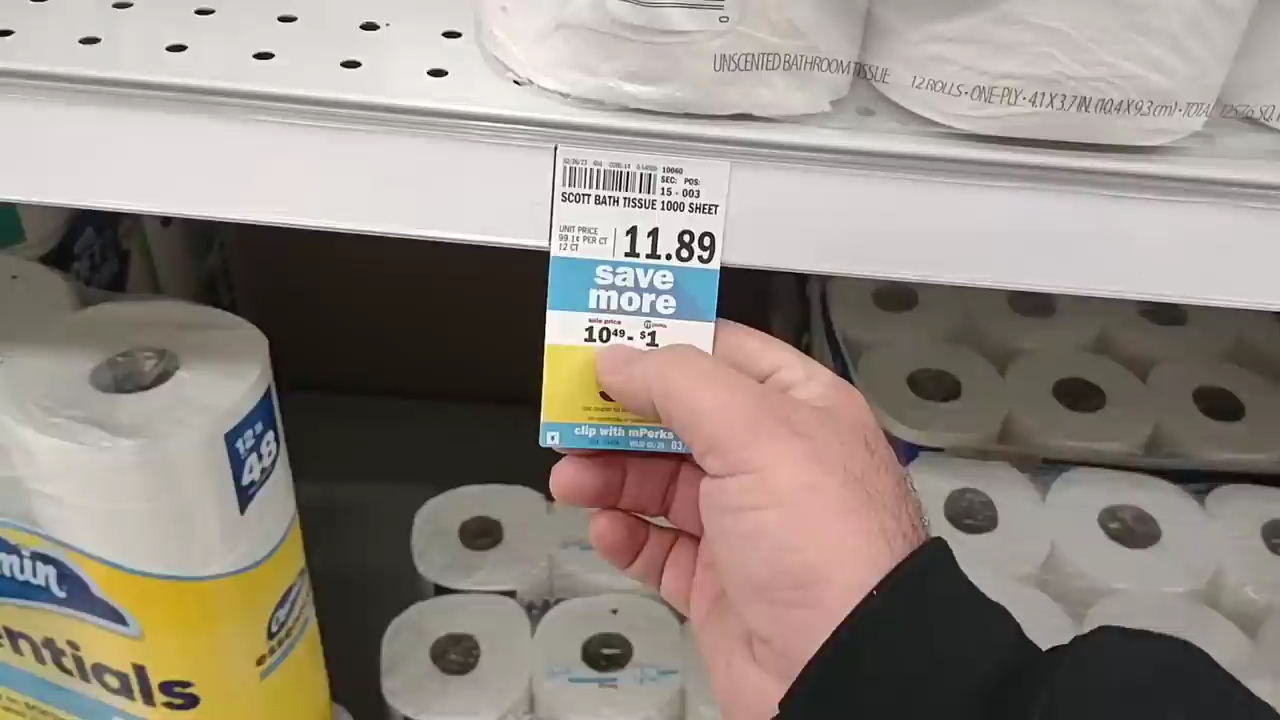 UNSCENTED BATHROOM TISSUE
12 ROLLS • ONE-PLY • 4.1 X 3.7 IN. (10.4 X 9.3 cm) • TOTAL
10060
SEC: POS:
15 - 003
SCOTT BATH TISSUE 1000 SHEET
UNIT PRICE
99.1¢ PER CT
12 CT
11.89
save
more
sale price
10⁴⁹ - $1
clip with mPerks
12=
48
min
entials